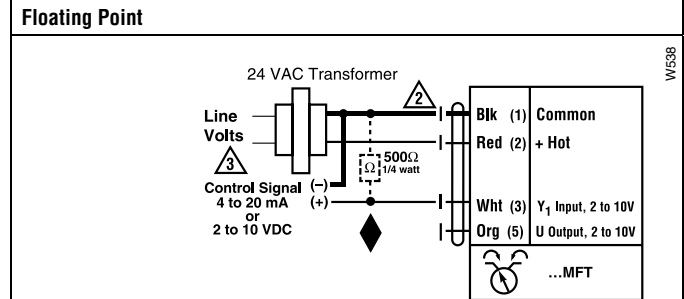 Floating Point
W538
24 VAC Transformer
2
Line
Volts
3
Control Signal (–)
4 to 20 mA (+)
or
2 to 10 VDC
500Ω
1/4 watt
Ω
Blk (1) Common
Red (2) + Hot
Wht (3) Y1 Input, 2 to 10V
Org (5) U Output, 2 to 10V
...MFT